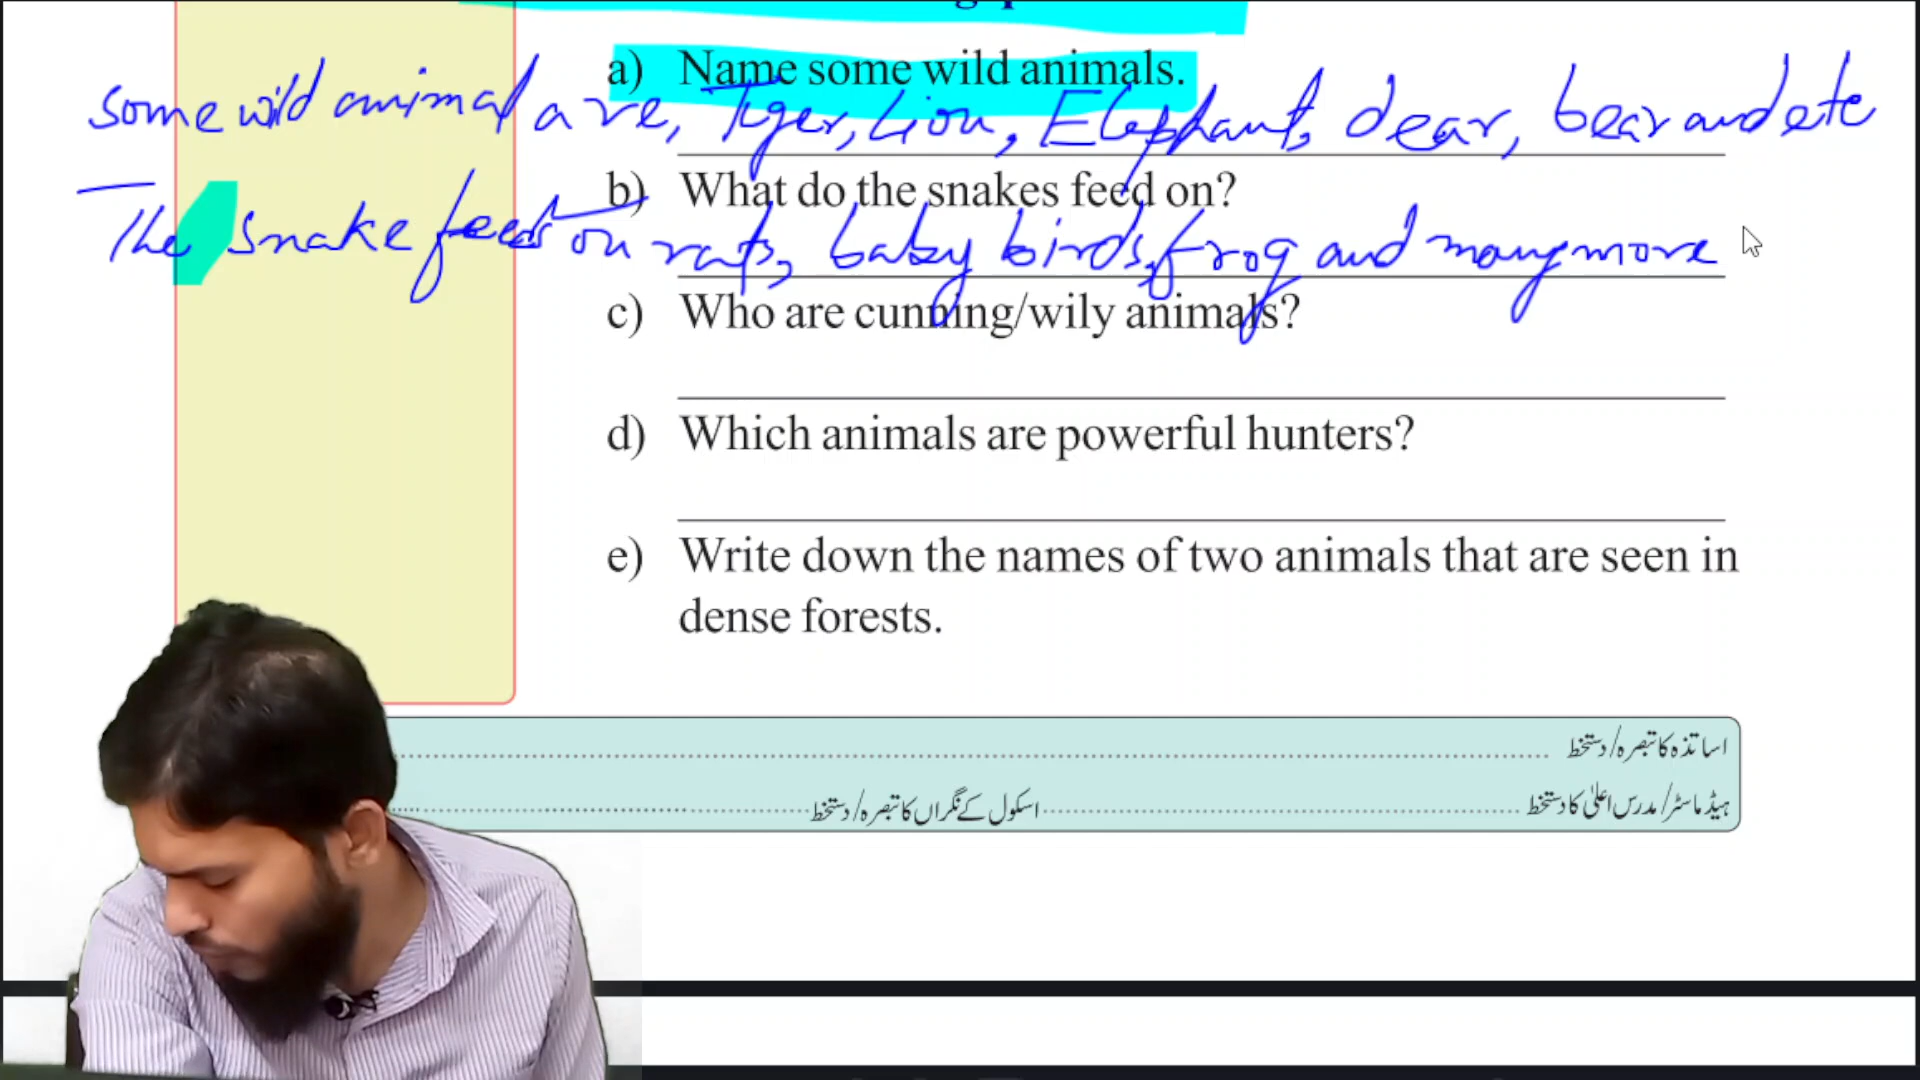 a) Name some wild animals.
some wild animal are, Tiger, Lion, Elephant, dear, bear and etc
b) What do the snakes feed on?
The snake feed on rats, baby birds, frog and many more
c) Who are cunning/wily animals?
d) Which animals are powerful hunters?
e) Write down the names of two animals that are seen in
dense forests.
اساتذہ کا تبصرہ/دستخط
ہیڈ ماسٹر/ مدرس اعلیٰ کا دستخط اسکول کے نگراں کا تبصرہ/دستخط